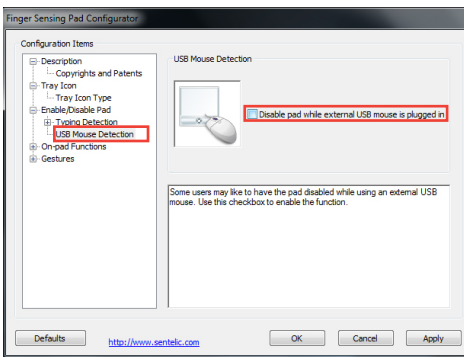 Finger Sensing Pad Configurator
Configuration Items
Description
Copyrights and Patents
Tray Icon
Tray Icon Type
Enable/Disable Pad
Typing Detection
USB Mouse Detection
On-pad Functions
Gestures
USB Mouse Detection
Disable pad while external USB mouse is plugged in
Some users may like to have the pad disabled while using an external USB
mouse. Use this checkbox to enable the function.
Defaults
http://www.sentelic.com
OK
Cancel
Apply